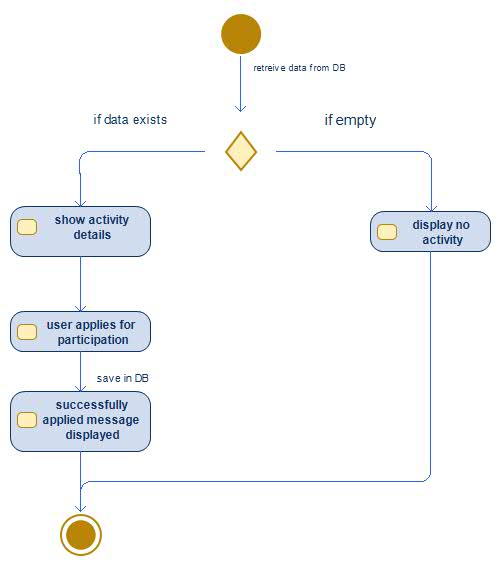 retreive data from DB
if data exists
if empty
show activity
details
display no
activity
user applies for
participation
save in DB
successfully
applied message
displayed